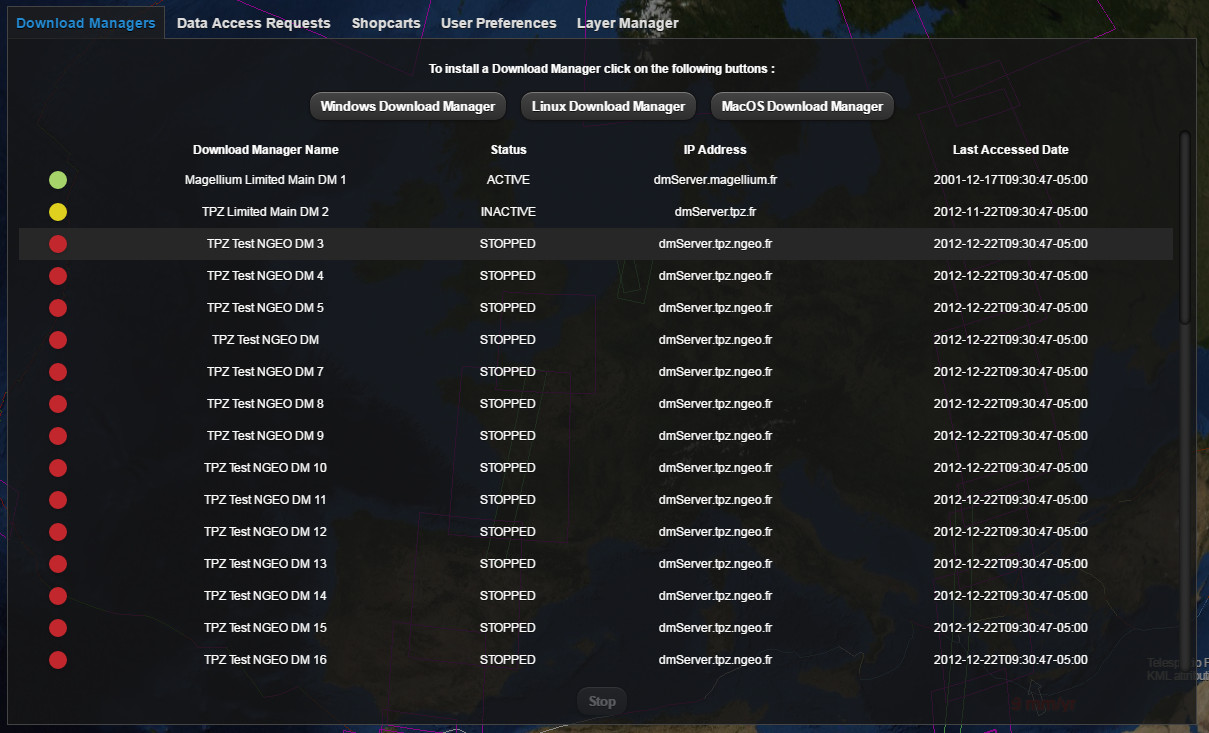 Download Managers Data Access Requests Shopcarts User Preferences Layer Manager
To install a Download Manager click on the following buttons :
Windows Download Manager Linux Download Manager MacOS Download Manager
Download Manager Name Status IP Address Last Accessed Date
Magellium Limited Main DM 1 ACTIVE dmServer.magellium.fr 2001-12-17T09:30:47-05:00
TPZ Limited Main DM 2 INACTIVE dmServer.tpz.fr 2012-11-22T09:30:47-05:00
TPZ Test NGEO DM 3 STOPPED dmServer.tpz.ngeo.fr 2012-12-22T09:30:47-05:00
TPZ Test NGEO DM 4 STOPPED dmServer.tpz.ngeo.fr 2012-12-22T09:30:47-05:00
TPZ Test NGEO DM 5 STOPPED dmServer.tpz.ngeo.fr 2012-12-22T09:30:47-05:00
TPZ Test NGEO DM STOPPED dmServer.tpz.ngeo.fr 2012-12-22T09:30:47-05:00
TPZ Test NGEO DM 7 STOPPED dmServer.tpz.ngeo.fr 2012-12-22T09:30:47-05:00
TPZ Test NGEO DM 8 STOPPED dmServer.tpz.ngeo.fr 2012-12-22T09:30:47-05:00
TPZ Test NGEO DM 9 STOPPED dmServer.tpz.ngeo.fr 2012-12-22T09:30:47-05:00
TPZ Test NGEO DM 10 STOPPED dmServer.tpz.ngeo.fr 2012-12-22T09:30:47-05:00
TPZ Test NGEO DM 11 STOPPED dmServer.tpz.ngeo.fr 2012-12-22T09:30:47-05:00
TPZ Test NGEO DM 12 STOPPED dmServer.tpz.ngeo.fr 2012-12-22T09:30:47-05:00
TPZ Test NGEO DM 13 STOPPED dmServer.tpz.ngeo.fr 2012-12-22T09:30:47-05:00
TPZ Test NGEO DM 14 STOPPED dmServer.tpz.ngeo.fr 2012-12-22T09:30:47-05:00
TPZ Test NGEO DM 15 STOPPED dmServer.tpz.ngeo.fr 2012-12-22T09:30:47-05:00
TPZ Test NGEO DM 16 STOPPED dmServer.tpz.ngeo.fr 2012-12-22T09:30:47-05:00
KML
Stop